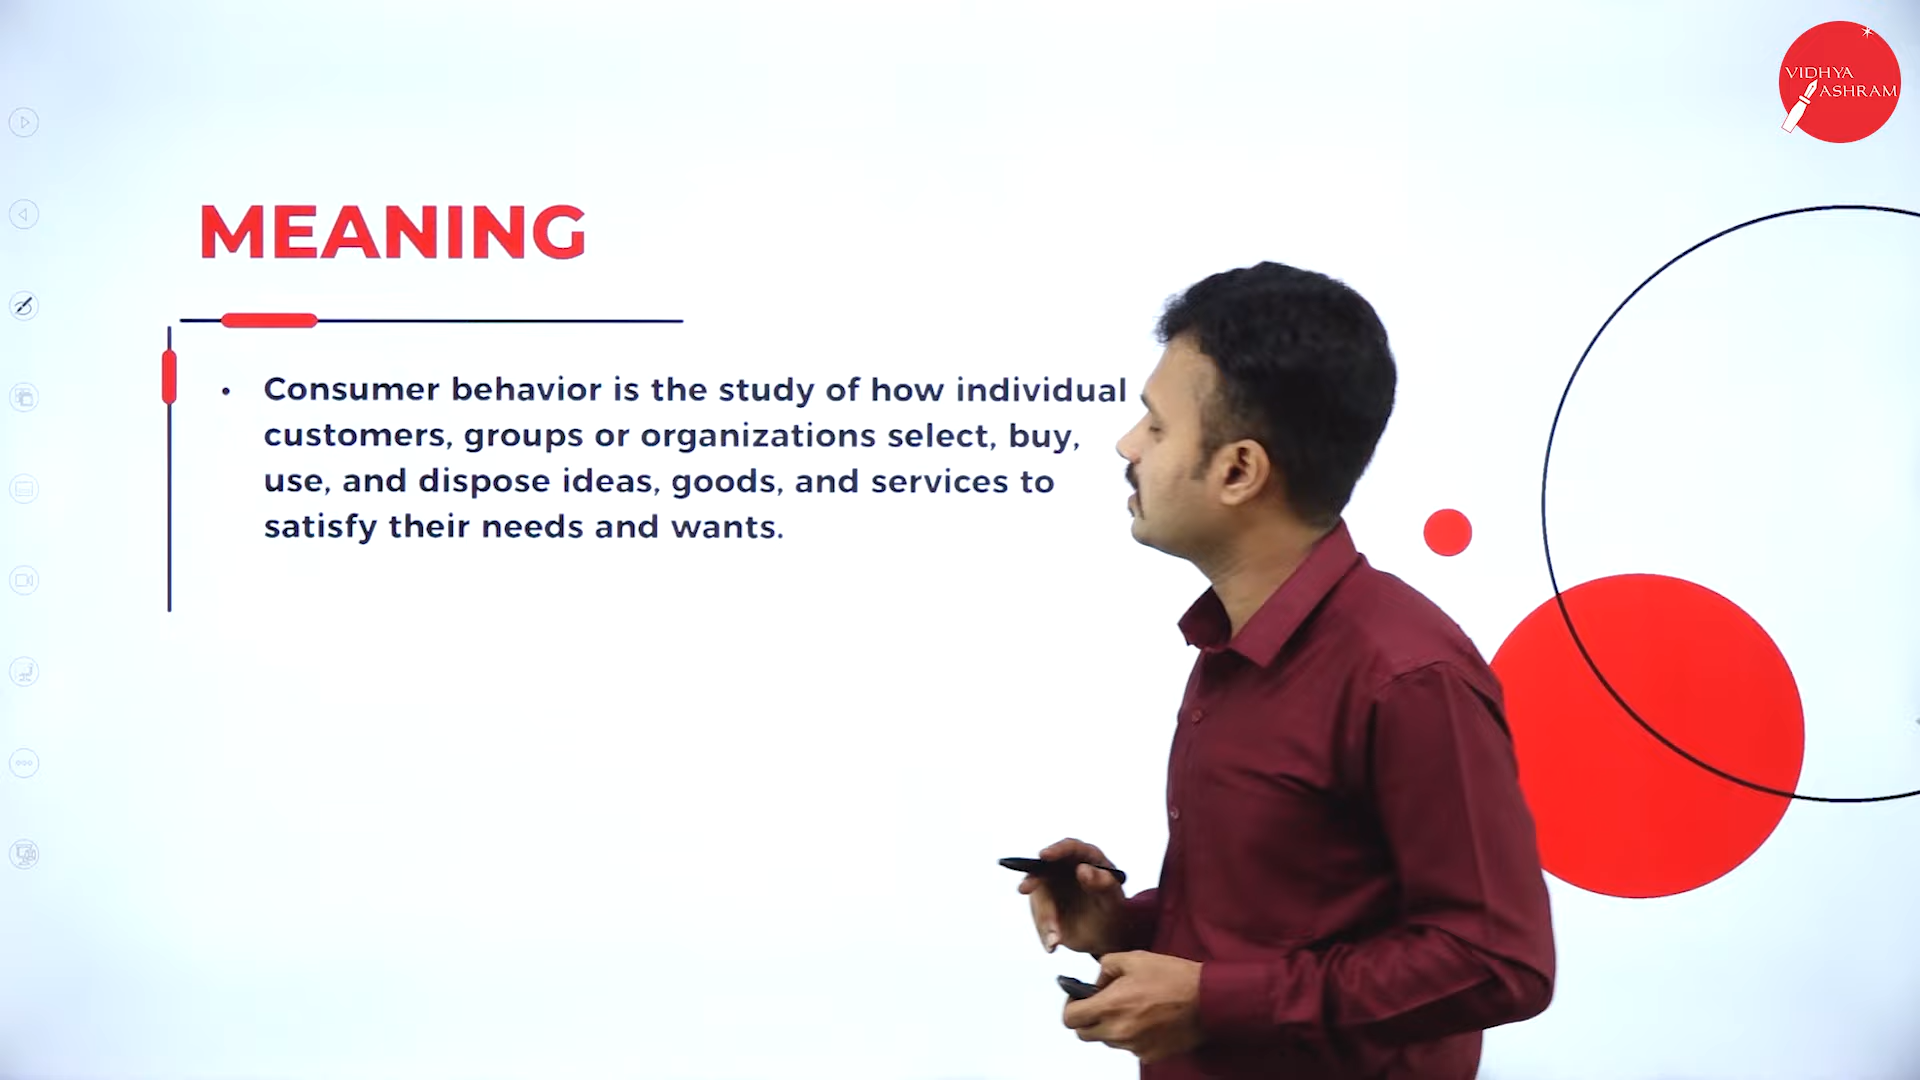 VIDHYA
ASHRAM
MEANING
• Consumer behavior is the study of how individual
customers, groups or organizations select, buy,
use, and dispose ideas, goods, and services to
satisfy their needs and wants.